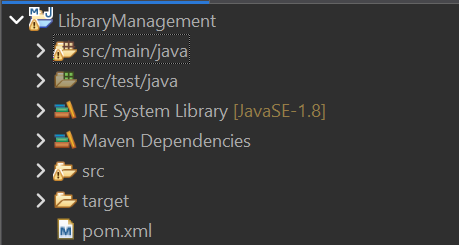 LibraryManagement
src/main/java
src/test/java
JRE System Library [JavaSE-1.8]
Maven Dependencies
src
target
pom.xml